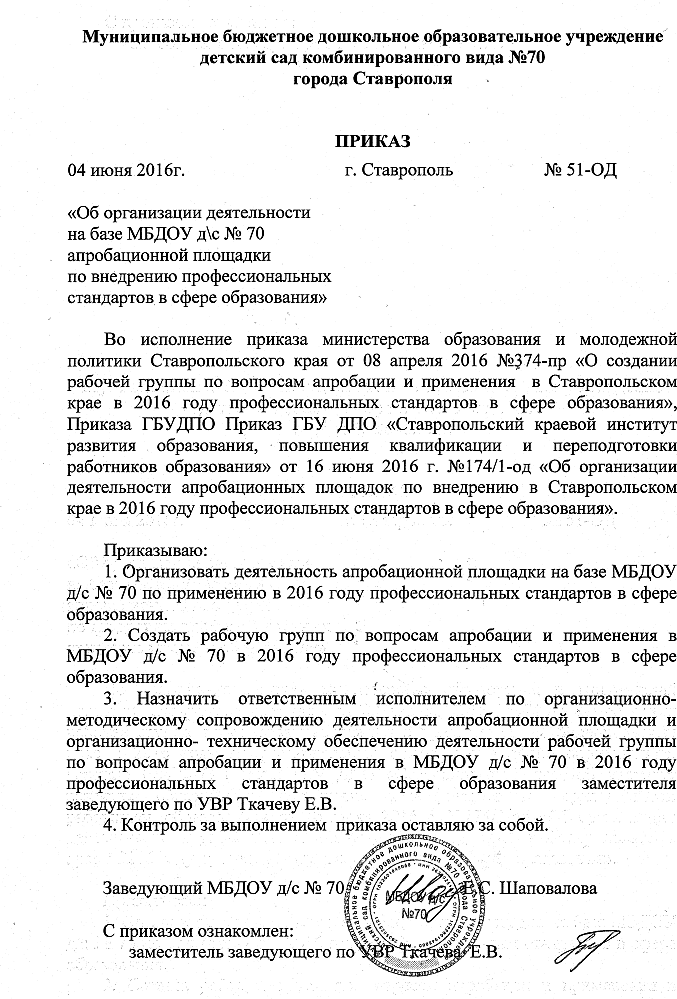 Муниципальное бюджетное дошкольное образовательное учреждение
детский сад комбинированного вида №70
города Ставрополя
ПРИКАЗ
04 июня 2016г. г. Ставрополь № 51-ОД
«Об организации деятельности
на базе МБДОУ д\с № 70
апробационной площадки
по внедрению профессиональных
стандартов в сфере образования»
Во исполнение приказа министерства образования и молодежной
политики Ставропольского края от 08 апреля 2016 №374-пр «О создании
рабочей группы по вопросам апробации и применения в Ставропольском
крае в 2016 году профессиональных стандартов в сфере образования»,
Приказа ГБУДПО Приказ ГБУ ДПО «Ставропольский краевой институт
развития образования, повышения квалификации и переподготовки
работников образования» от 16 июня 2016 г. №174/1-од «Об организации
деятельности апробационных площадок по внедрению в Ставропольском
крае в 2016 году профессиональных стандартов в сфере образования».
Приказываю:
1. Организовать деятельность апробационной площадки на базе МБДОУ
д/с № 70 по применению в 2016 году профессиональных стандартов в сфере
образования.
2. Создать рабочую групп по вопросам апробации и применения в
МБДОУ д/с № 70 в 2016 году профессиональных стандартов в сфере
образования.
3. Назначить ответственным исполнителем по организационно-
методическому сопровождению деятельности апробационной площадки и
организационно- техническому обеспечению деятельности рабочей группы
по вопросам апробации и применения в МБДОУ д/с № 70 в 2016 году
профессиональных стандартов в сфере образования заместителя
заведующего по УВР Ткачеву Е.В.
4. Контроль за выполнением приказа оставляю за собой.
Заведующий МБДОУ д/с № 70 Е.С. Шаповалова
МБДОУ д/с
№70
С приказом ознакомлен:
заместитель заведующего по УВР Ткачева Е.В.